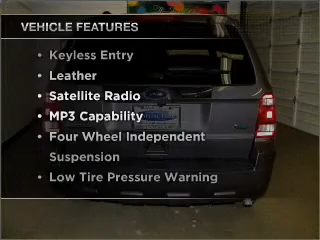 VEHICLE FEATURES
• Keyless Entry
• Leather
• Satellite Radio
• MP3 Capability
• Four Wheel Independent
Suspension
• Low Tire Pressure Warning